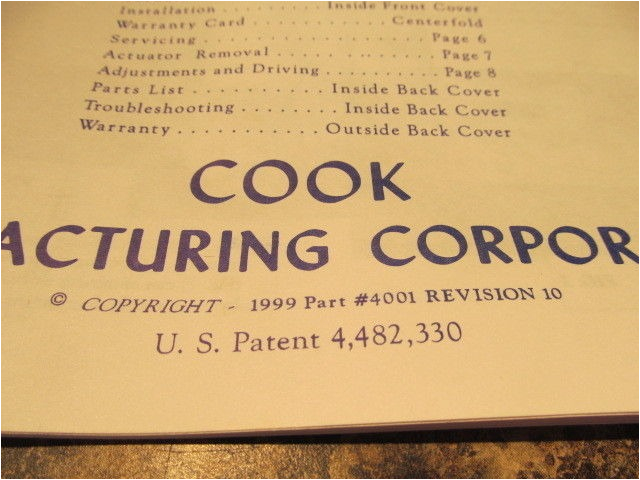 Installation . . . . . . . . . . Inside Front Cover
Warranty Card . . . . . . . . . . . . Centerfold
Servicing . . . . . . . . . . . . . . . . . . . Page 6
Actuator Removal . . . . . . . . . . . . Page 7
Adjustments and Driving . . . . . . . . . . Page 8
Parts List . . . . . . . . . . Inside Back Cover
Troubleshooting . . . . . . . . Inside Back Cover
Warranty . . . . . . . . . . . Outside Back Cover
COOK
ACTURING CORPOR
© COPYRIGHT - 1999 Part #4001 REVISION 10
U. S. Patent 4,482,330